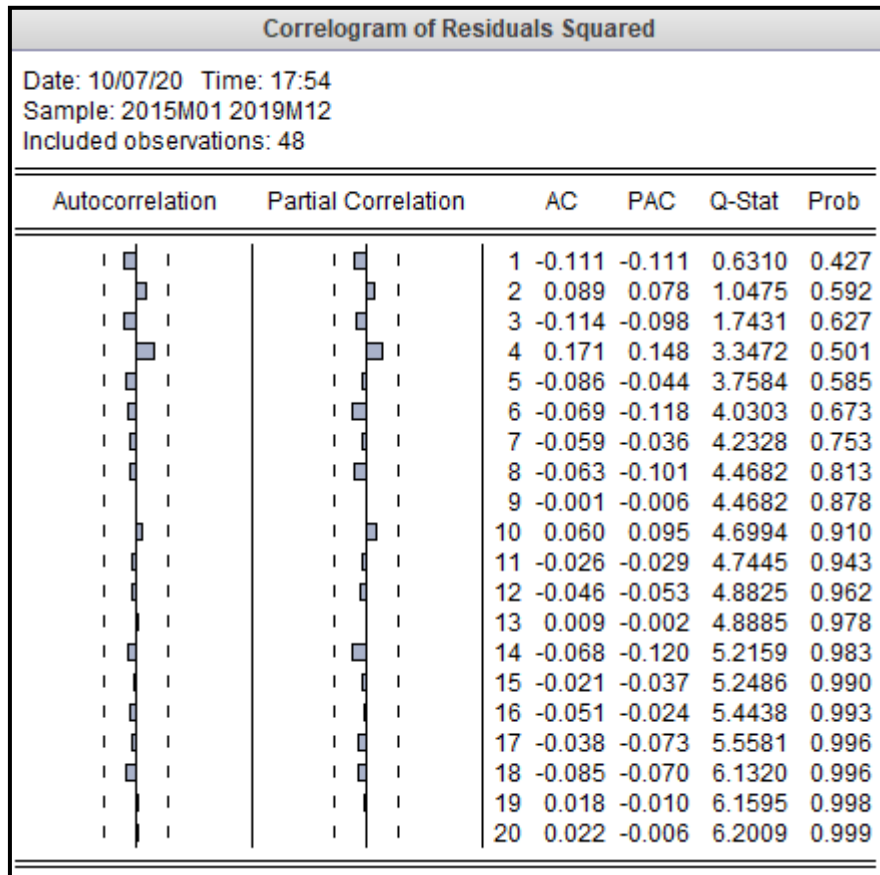 Correlogram of Residuals Squared
Date: 10/07/20 Time: 17:54
Sample: 2015M01 2019M12
Included observations: 48
Autocorrelation Partial Correlation AC PAC Q-Stat Prob
1 -0.111 -0.111 0.6310 0.427
2 0.089 0.078 1.0475 0.592
3 -0.114 -0.098 1.7431 0.627
4 0.171 0.148 3.3472 0.501
5 -0.086 -0.044 3.7584 0.585
6 -0.069 -0.118 4.0303 0.673
7 -0.059 -0.036 4.2328 0.753
8 -0.063 -0.101 4.4682 0.813
9 -0.001 -0.006 4.4682 0.878
10 0.060 0.095 4.6994 0.910
11 -0.026 -0.029 4.7445 0.943
12 -0.046 -0.053 4.8825 0.962
13 0.009 -0.002 4.8885 0.978
14 -0.068 -0.120 5.2159 0.983
15 -0.021 -0.037 5.2486 0.990
16 -0.051 -0.024 5.4438 0.993
17 -0.038 -0.073 5.5581 0.996
18 -0.085 -0.070 6.1320 0.996
19 0.018 -0.010 6.1595 0.998
20 0.022 -0.006 6.2009 0.999